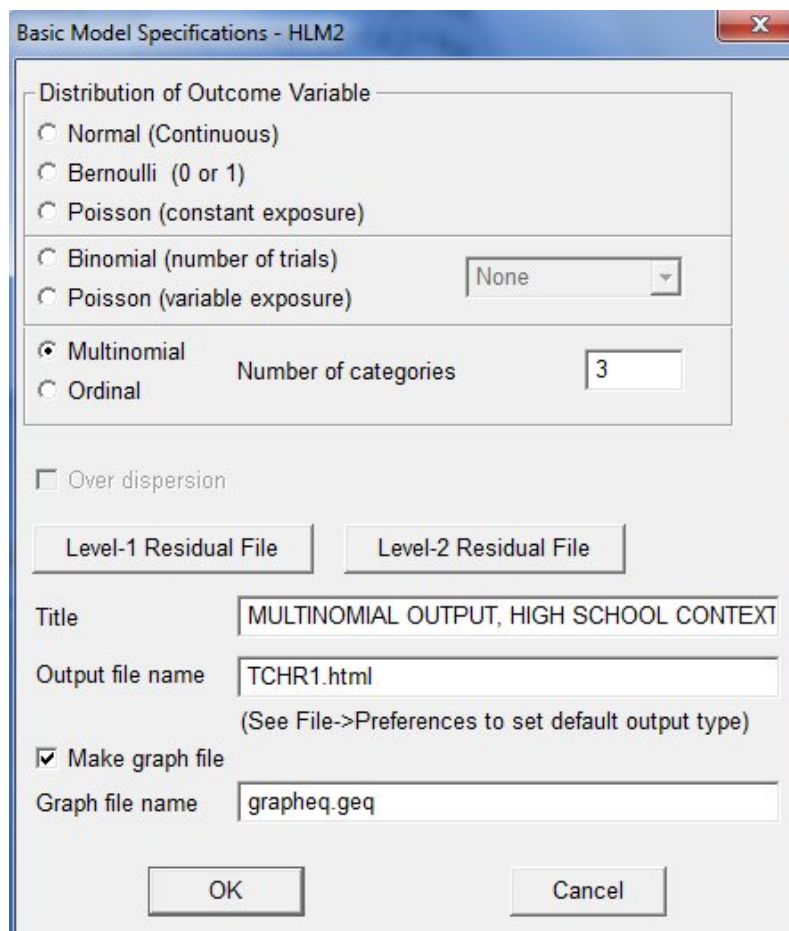 Basic Model Specifications - HLM2
Distribution of Outcome Variable
Normal (Continuous)
Bernoulli (0 or 1)
Poisson (constant exposure)
Binomial (number of trials)
None
Poisson (variable exposure)
Multinomial
Number of categories
3
Ordinal
Over dispersion
Level-1 Residual File
Level-2 Residual File
Title
MULTINOMIAL OUTPUT, HIGH SCHOOL CONTEXT
Output file name
TCHR1.html
(See File->Preferences to set default output type)
Make graph file
Graph file name
grapheq.geq
OK
Cancel